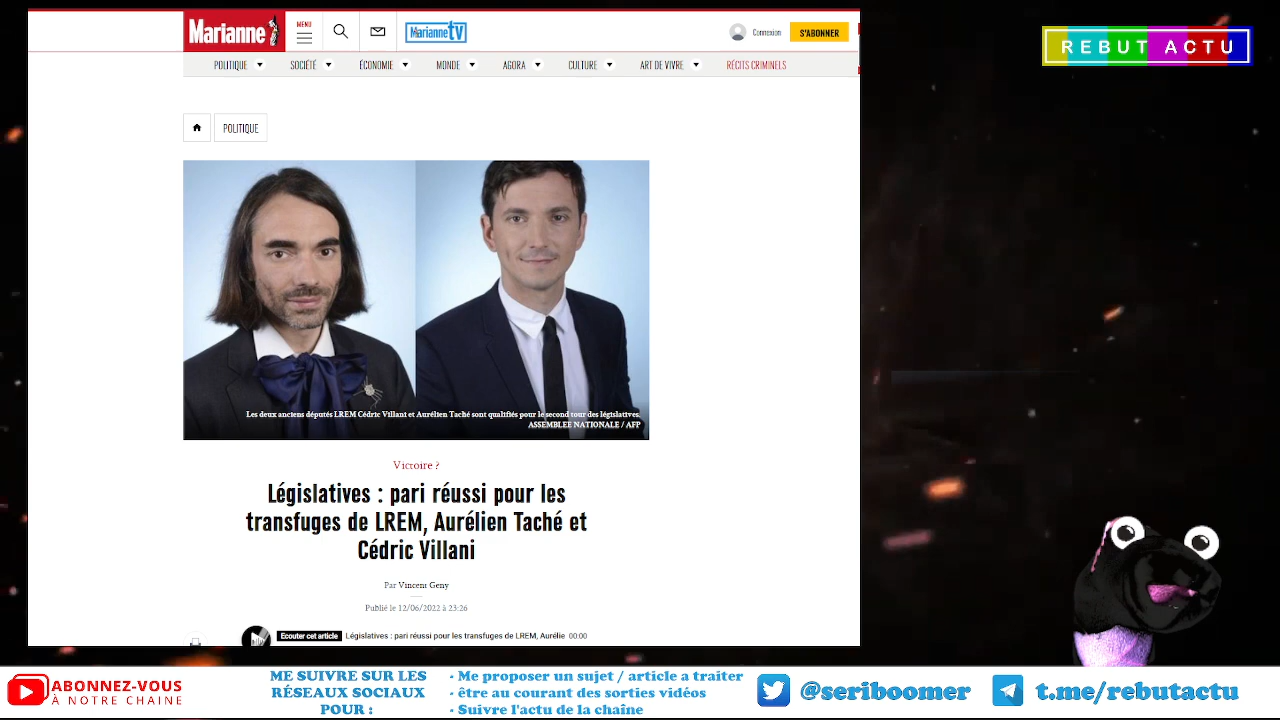 Marianne
MENU
Marianne tv
Connexion
S'ABONNER
REBUT ACTU
POLITIQUE
SOCIÉTÉ
ÉCONOMIE
MONDE
AGORA
CULTURE
ART DE VIVRE
RÉCITS CRIMINELS
POLITIQUE
Les deux anciens députés LREM Cédric Villant et Aurélien Taché sont qualifiés pour le second tour des législatives.
ASSEMBLEE NATIONALE / AFP
Victoire ?
Législatives : pari réussi pour les
transfuges de LREM, Aurélien Taché et
Cédric Villani
Par Vincent Geny
Publié le 12/06/2022 à 23:26
Ecouter cet article Législatives : pari réussi pour les transfuges de LREM, Aurélie 00:00
ABONNEZ-VOUS
À NOTRE CHAINE
ME SUIVRE SUR LES
RÉSEAUX SOCIAUX
POUR :
- Me proposer un sujet / article a traiter
- être au courant des sorties vidéos
- Suivre l'actu de la chaîne
@seriboomer
t.me/rebutactu